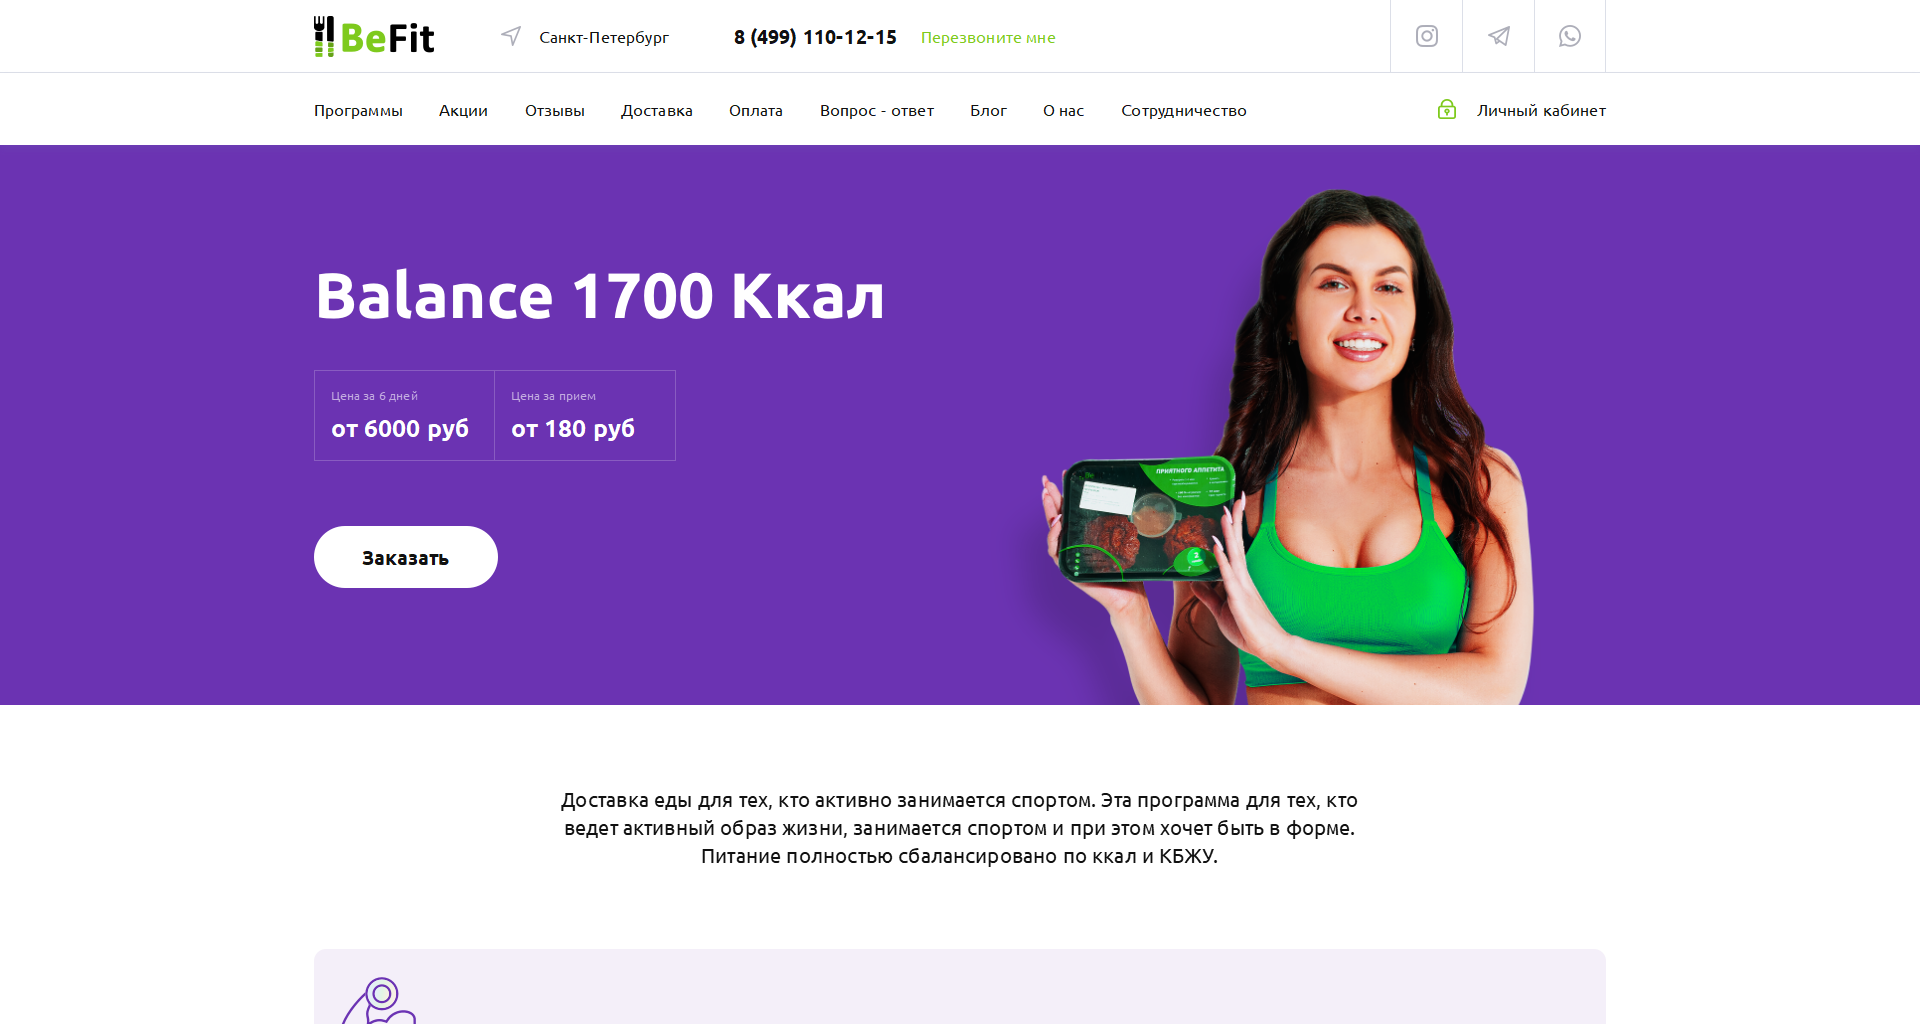 BeFit
Санкт-Петербург
8 (499) 110-12-15
Перезвоните мне
Программы
Акции
Отзывы
Доставка
Оплата
Вопрос - ответ
Блог
О нас
Сотрудничество
Личный кабинет
Balance 1700 Ккал
Цена за 6 дней
от 6000 руб
Цена за прием
от 180 руб
Заказать
ПРИЯТНОГО АППЕТИТА
Доставка еды для тех, кто активно занимается спортом. Эта программа для тех, кто
ведет активный образ жизни, занимается спортом и при этом хочет быть в форме.
Питание полностью сбалансировано по ккал и КБЖУ.